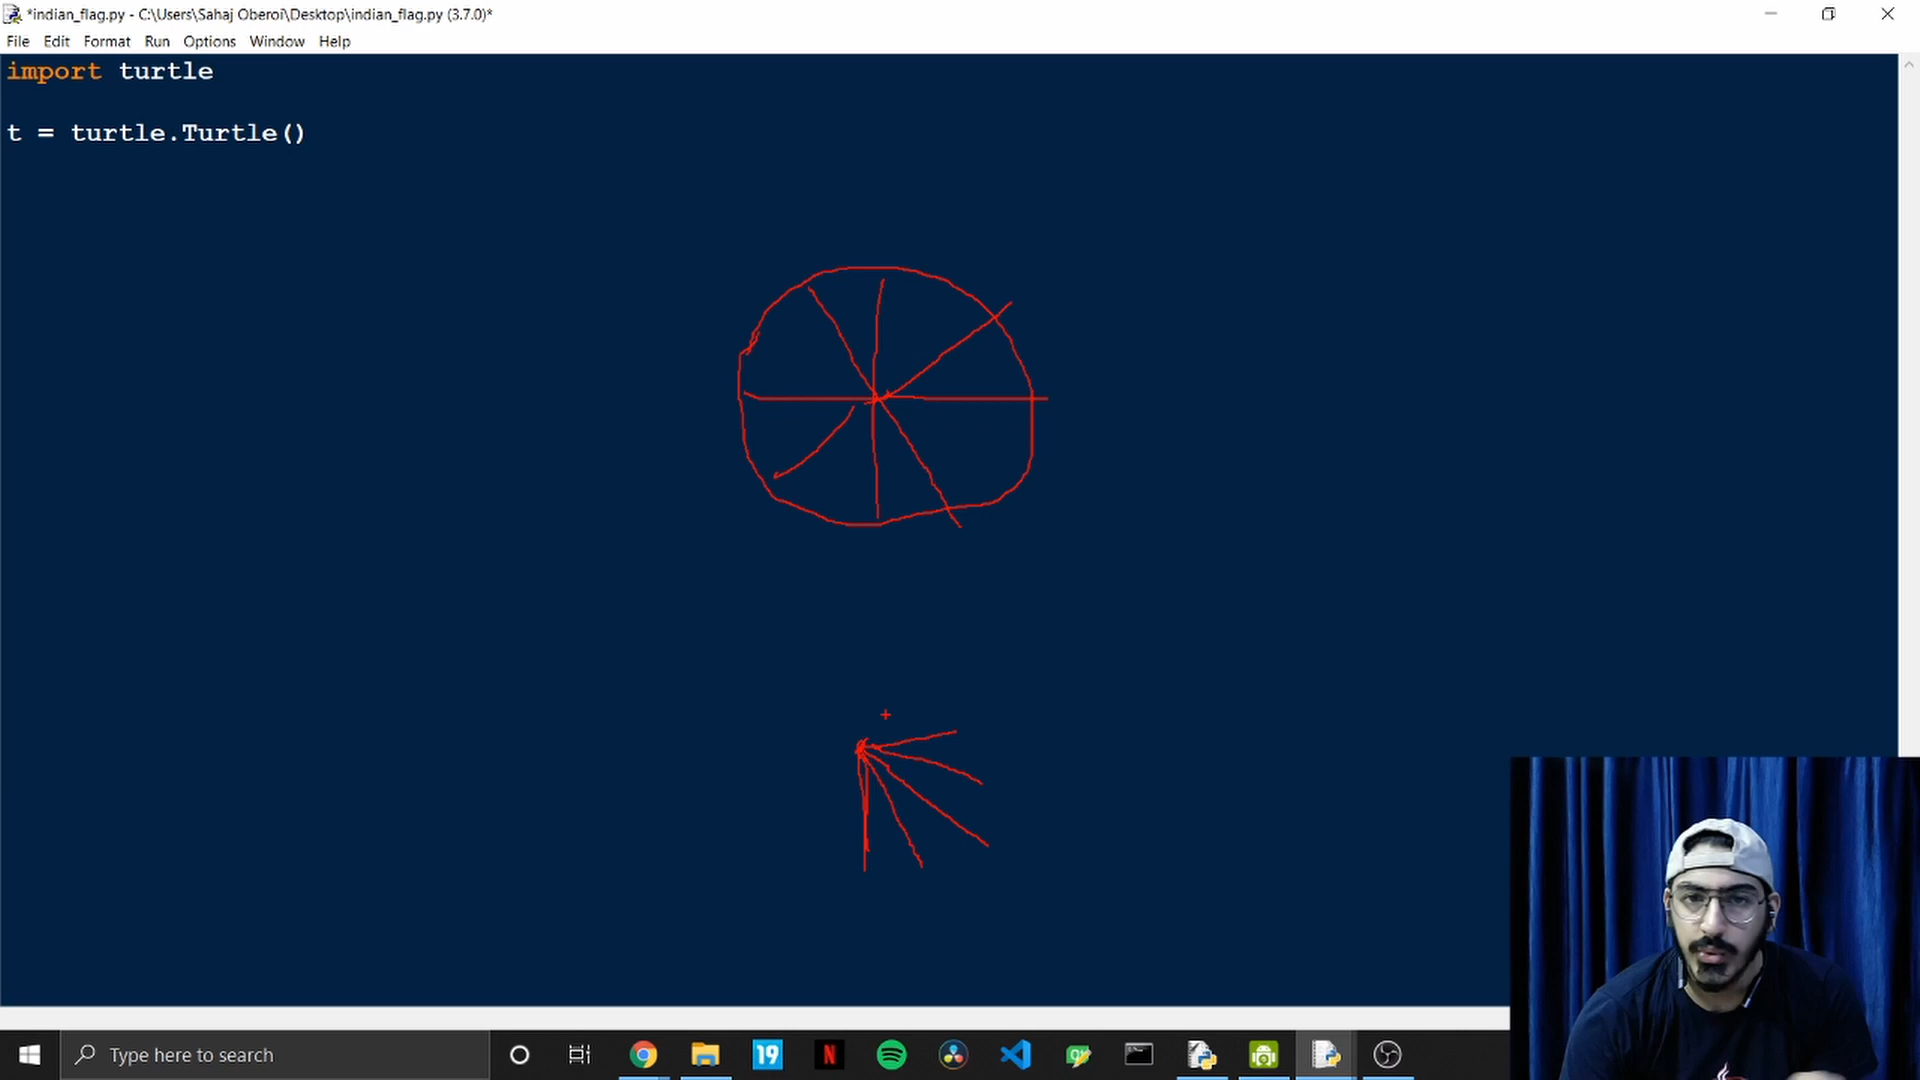 *indian_flag.py - C:\Users\Sahaj Oberoi\Desktop\indian_flag.py (3.7.0)*
File Edit Format Run Options Window Help
import turtle
t = turtle.Turtle()
Type here to search
19
N